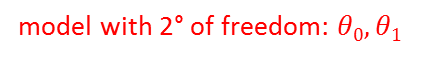 model with 2° of freedom: θ₀, θ₁